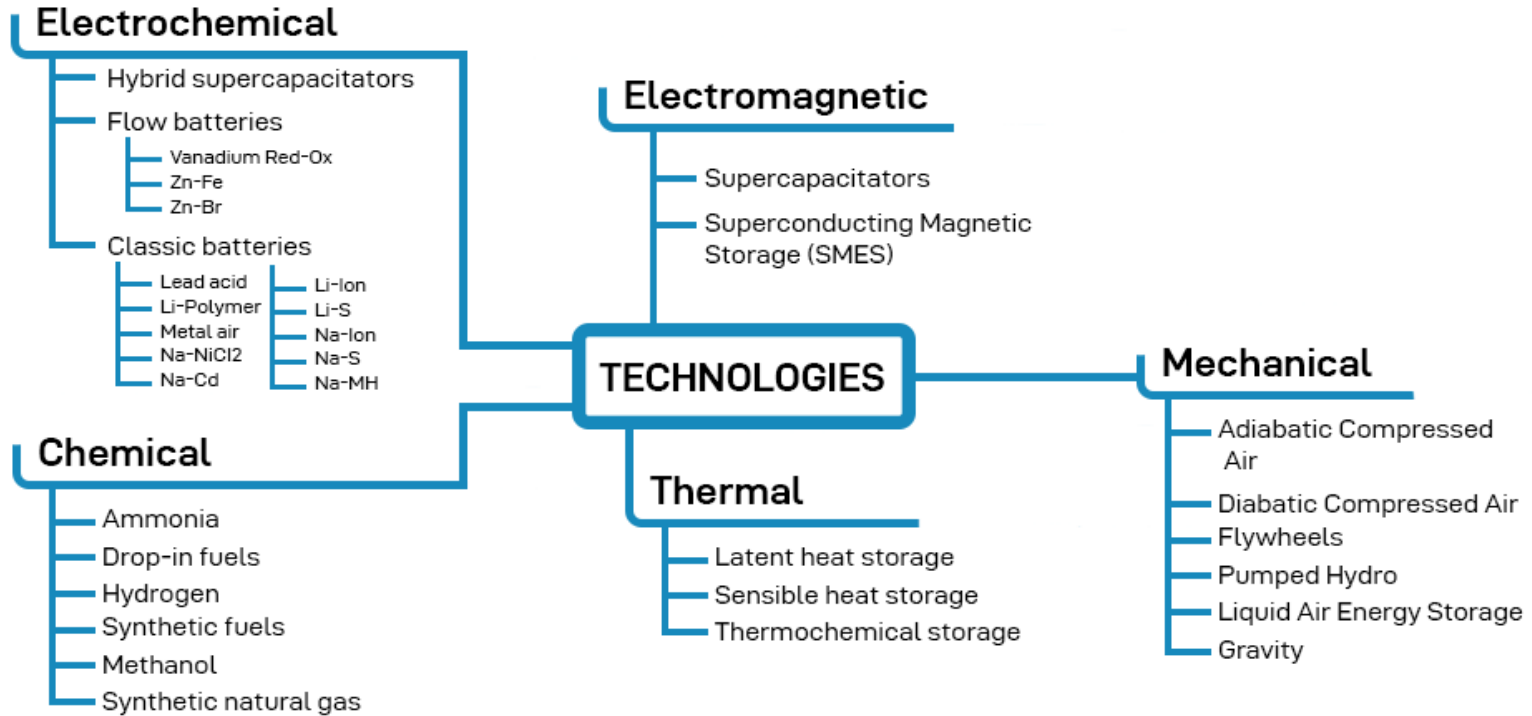 Electrochemical
Hybrid supercapacitators
Flow batteries
Vanadium Red-Ox
Zn-Fe
Zn-Br
Classic batteries
Lead acid
Li-Polymer
Metal air
Na-NiCl2
Na-Cd
Li-Ion
Li-S
Na-Ion
Na-S
Na-MH
Electromagnetic
Supercapacitators
Superconducting Magnetic
Storage (SMES)
TECHNOLOGIES
Mechanical
Adiabatic Compressed
Air
Diabatic Compressed Air
Flywheels
Pumped Hydro
Liquid Air Energy Storage
Gravity
Chemical
Ammonia
Drop-in fuels
Hydrogen
Synthetic fuels
Methanol
Synthetic natural gas
Thermal
Latent heat storage
Sensible heat storage
Thermochemical storage